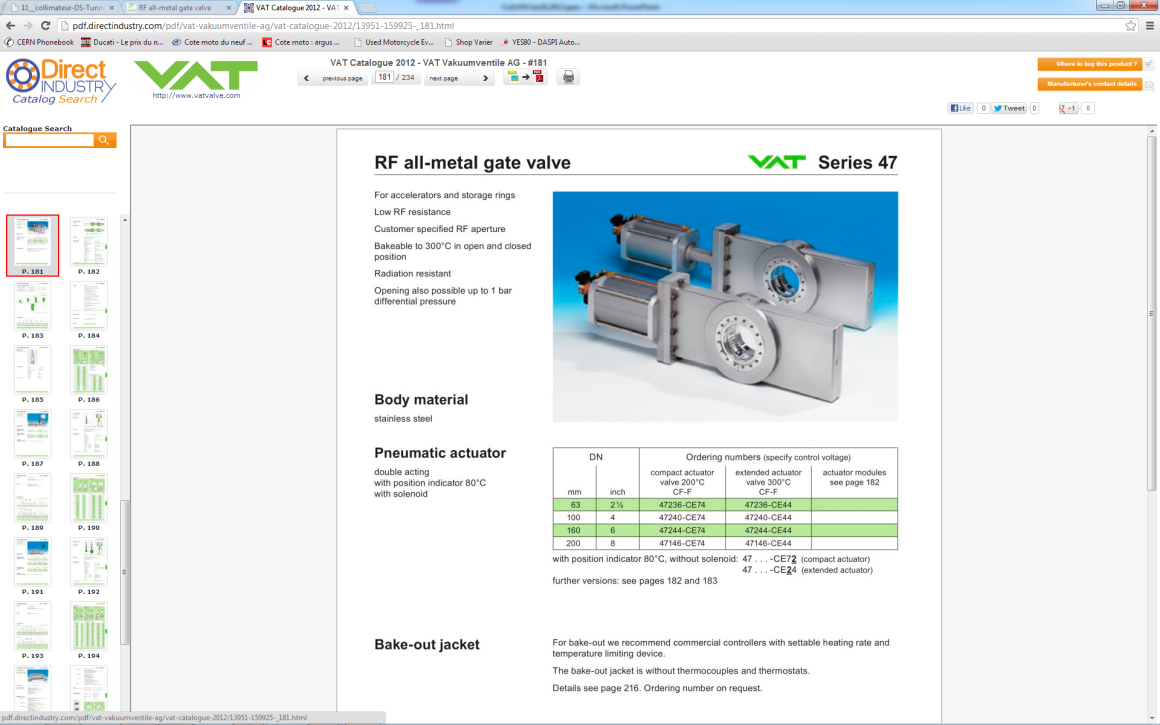 11__collimateur-DS-Tunn
RF all-metal gate valve
VAT Catalogue 2012 - VAT
pdf.directindustry.com/pdf/vat-vakuumventile-ag/vat-catalogue-2012/13951-159925-_181.html
CERN Phonebook
Ducati - Le prix du n...
Cote moto du neuf ...
Cote moto : argus ...
Used Motorcycle Ev...
Shop Varier
YES80 - DASPI Auto...
Direct
INDUSTRY
Catalog Search
VAT
http://www.vatvalve.com
VAT Catalogue 2012 - VAT Vakuumventile AG - #181
previous page
181 / 234
next page
Where to buy this product ?
Manufacturer's contact details
Like 0
Tweet 0
+1 0
Catalogue Search
P. 181
P. 182
P. 183
P. 184
P. 185
P. 186
P. 187
P. 188
P. 189
P. 190
P. 191
P. 192
P. 193
P. 194
RF all-metal gate valve
VAT Series 47
For accelerators and storage rings
Low RF resistance
Customer specified RF aperture
Bakeable to 300°C in open and closed
position
Radiation resistant
Opening also possible up to 1 bar
differential pressure
Body material
stainless steel
Pneumatic actuator
double acting
with position indicator 80°C
with solenoid
DN
Ordering numbers (specify control voltage)
compact actuator extended actuator actuator modules
valve 200°C valve 300°C see page 182
mm inch CF-F CF-F
63 2½ 47236-CE74 47236-CE44
100 4 47240-CE74 47240-CE44
160 6 47244-CE74 47244-CE44
200 8 47146-CE74 47146-CE44
with position indicator 80°C, without solenoid: 47 . . . -CE72 (compact actuator)
47 . . . -CE24 (extended actuator)
further versions: see pages 182 and 183
Bake-out jacket
For bake-out we recommend commercial controllers with settable heating rate and
temperature limiting device.
The bake-out jacket is without thermocouples and thermostats.
Details see page 216. Ordering number on request.
pdf.directindustry.com/pdf/vat-vakuumventile-ag/vat-catalogue-2012/13951-159925-_181.html